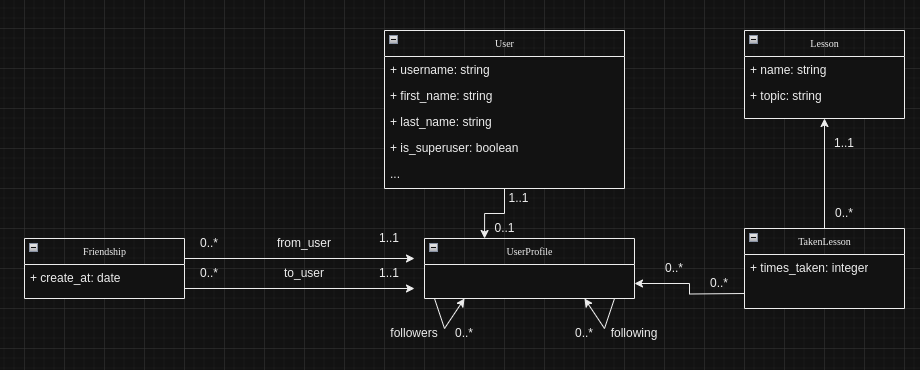 User
+ username: string
+ first_name: string
+ last_name: string
+ is_superuser: boolean
...
Lesson
+ name: string
+ topic: string
1..1
0..*
1..1
0..1
Friendship
+ create_at: date
0..*
from_user
1..1
0..*
to_user
1..1
UserProfile
followers
0..*
0..*
following
0..*
0..*
TakenLesson
+ times_taken: integer